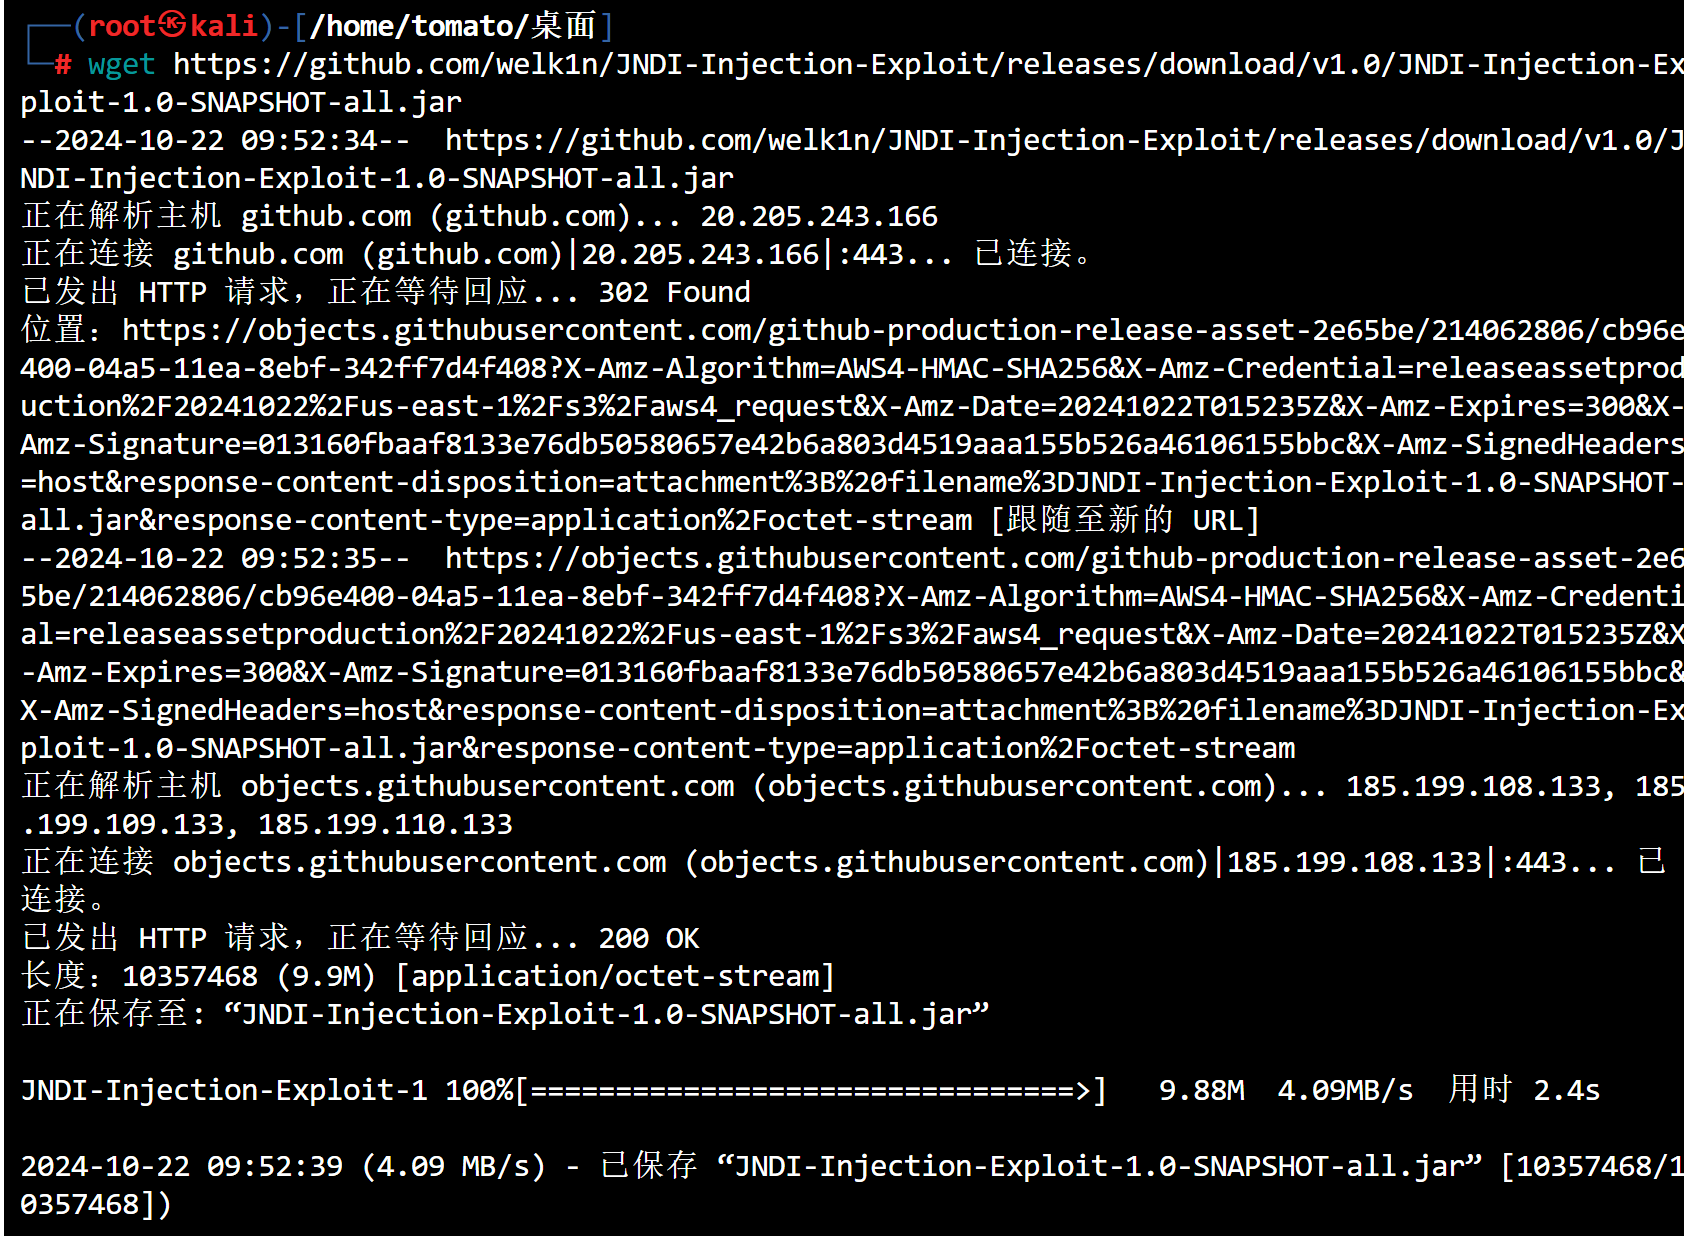 ┌──(root㉿kali)-[/home/tomato/桌面]
└─# wget https://github.com/welk1n/JNDI-Injection-Exploit/releases/download/v1.0/JNDI-Injection-Ex
ploit-1.0-SNAPSHOT-all.jar
--2024-10-22 09:52:34--  https://github.com/welk1n/JNDI-Injection-Exploit/releases/download/v1.0/J
NDI-Injection-Exploit-1.0-SNAPSHOT-all.jar
正在解析主机 github.com (github.com)... 20.205.243.166
正在连接 github.com (github.com)|20.205.243.166|:443... 已连接。
已发出 HTTP 请求，正在等待回应... 302 Found
位置：https://objects.githubusercontent.com/github-production-release-asset-2e65be/214062806/cb96e
400-04a5-11ea-8ebf-342ff7d4f408?X-Amz-Algorithm=AWS4-HMAC-SHA256&X-Amz-Credential=releaseassetprod
uction%2F20241022%2Fus-east-1%2Fs3%2Faws4_request&X-Amz-Date=20241022T015235Z&X-Amz-Expires=300&X-
Amz-Signature=013160fbaaf8133e76db50580657e42b6a803d4519aaa155b526a46106155bbc&X-Amz-SignedHeaders
=host&response-content-disposition=attachment%3B%20filename%3DJNDI-Injection-Exploit-1.0-SNAPSHOT-
all.jar&response-content-type=application%2Foctet-stream [跟随至新的 URL]
--2024-10-22 09:52:35--  https://objects.githubusercontent.com/github-production-release-asset-2e6
5be/214062806/cb96e400-04a5-11ea-8ebf-342ff7d4f408?X-Amz-Algorithm=AWS4-HMAC-SHA256&X-Amz-Credenti
al=releaseassetproduction%2F20241022%2Fus-east-1%2Fs3%2Faws4_request&X-Amz-Date=20241022T015235Z&X
-Amz-Expires=300&X-Amz-Signature=013160fbaaf8133e76db50580657e42b6a803d4519aaa155b526a46106155bbc&
X-Amz-SignedHeaders=host&response-content-disposition=attachment%3B%20filename%3DJNDI-Injection-Ex
ploit-1.0-SNAPSHOT-all.jar&response-content-type=application%2Foctet-stream
正在解析主机 objects.githubusercontent.com (objects.githubusercontent.com)... 185.199.108.133, 185
.199.109.133, 185.199.110.133
正在连接 objects.githubusercontent.com (objects.githubusercontent.com)|185.199.108.133|:443... 已
连接。
已发出 HTTP 请求，正在等待回应... 200 OK
长度：10357468 (9.9M) [application/octet-stream]
正在保存至: “JNDI-Injection-Exploit-1.0-SNAPSHOT-all.jar”
JNDI-Injection-Exploit-1 100%[================================>]   9.88M  4.09MB/s  用时 2.4s
2024-10-22 09:52:39 (4.09 MB/s) - 已保存 “JNDI-Injection-Exploit-1.0-SNAPSHOT-all.jar” [10357468/1
0357468])